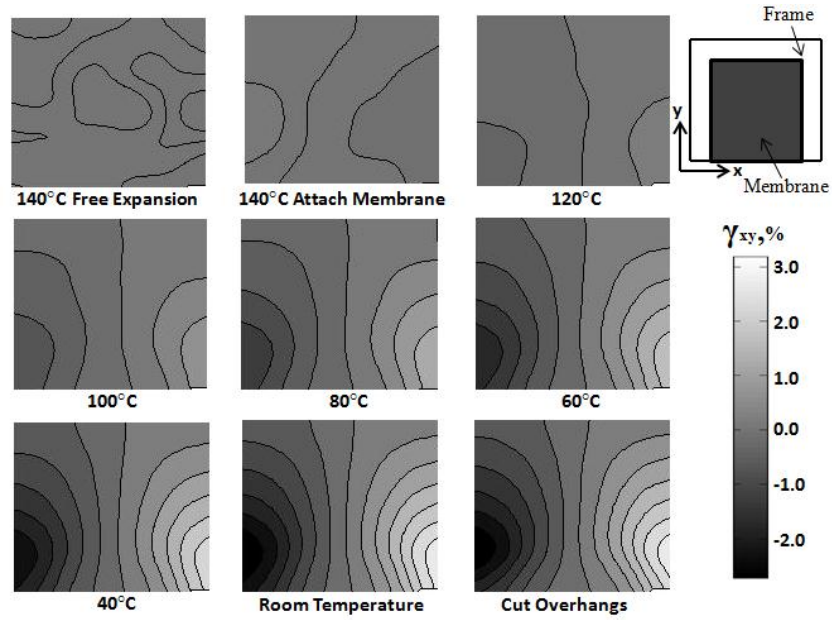 Frame
y
x
Membrane
140°C Free Expansion
140°C Attach Membrane
120°C
γxy,%
3.0
2.0
1.0
0.0
-1.0
-2.0
100°C
80°C
60°C
40°C
Room Temperature
Cut Overhangs